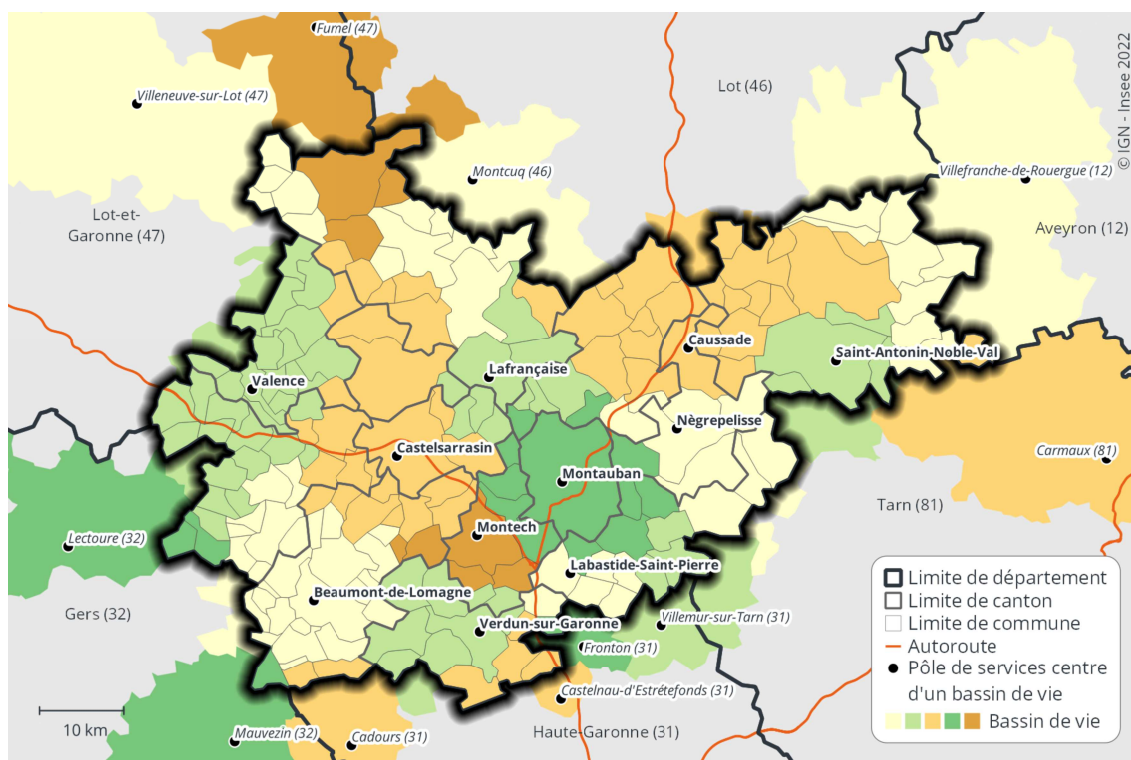 Fumel (47)
© IGN - Insee 2022
Lot (46)
Villeneuve-sur-Lot (47)
Montcuq (46)
Villefranche-de-Rouergue (12)
Lot-et-
Garonne (47)
Aveyron (12)
Caussade
Saint-Antonin-Noble-Val
Lafrançaise
Valence
Nègrepelisse
Castelsarrasin
Carmaux (81)
Montauban
Tarn (81)
Montech
Lectoure (32)
Labastide-Saint-Pierre
Beaumont-de-Lomagne
Gers (32)
Villemur-sur-Tarn (31)
Verdun-sur-Garonne
Fronton (31)
Castelnau-d'Estrétefonds (31)
10 km
Haute-Garonne (31)
Mauvezin (32)
Cadours (31)
Limite de département
Limite de canton
Limite de commune
Autoroute
Pôle de services centre
d'un bassin de vie
Bassin de vie